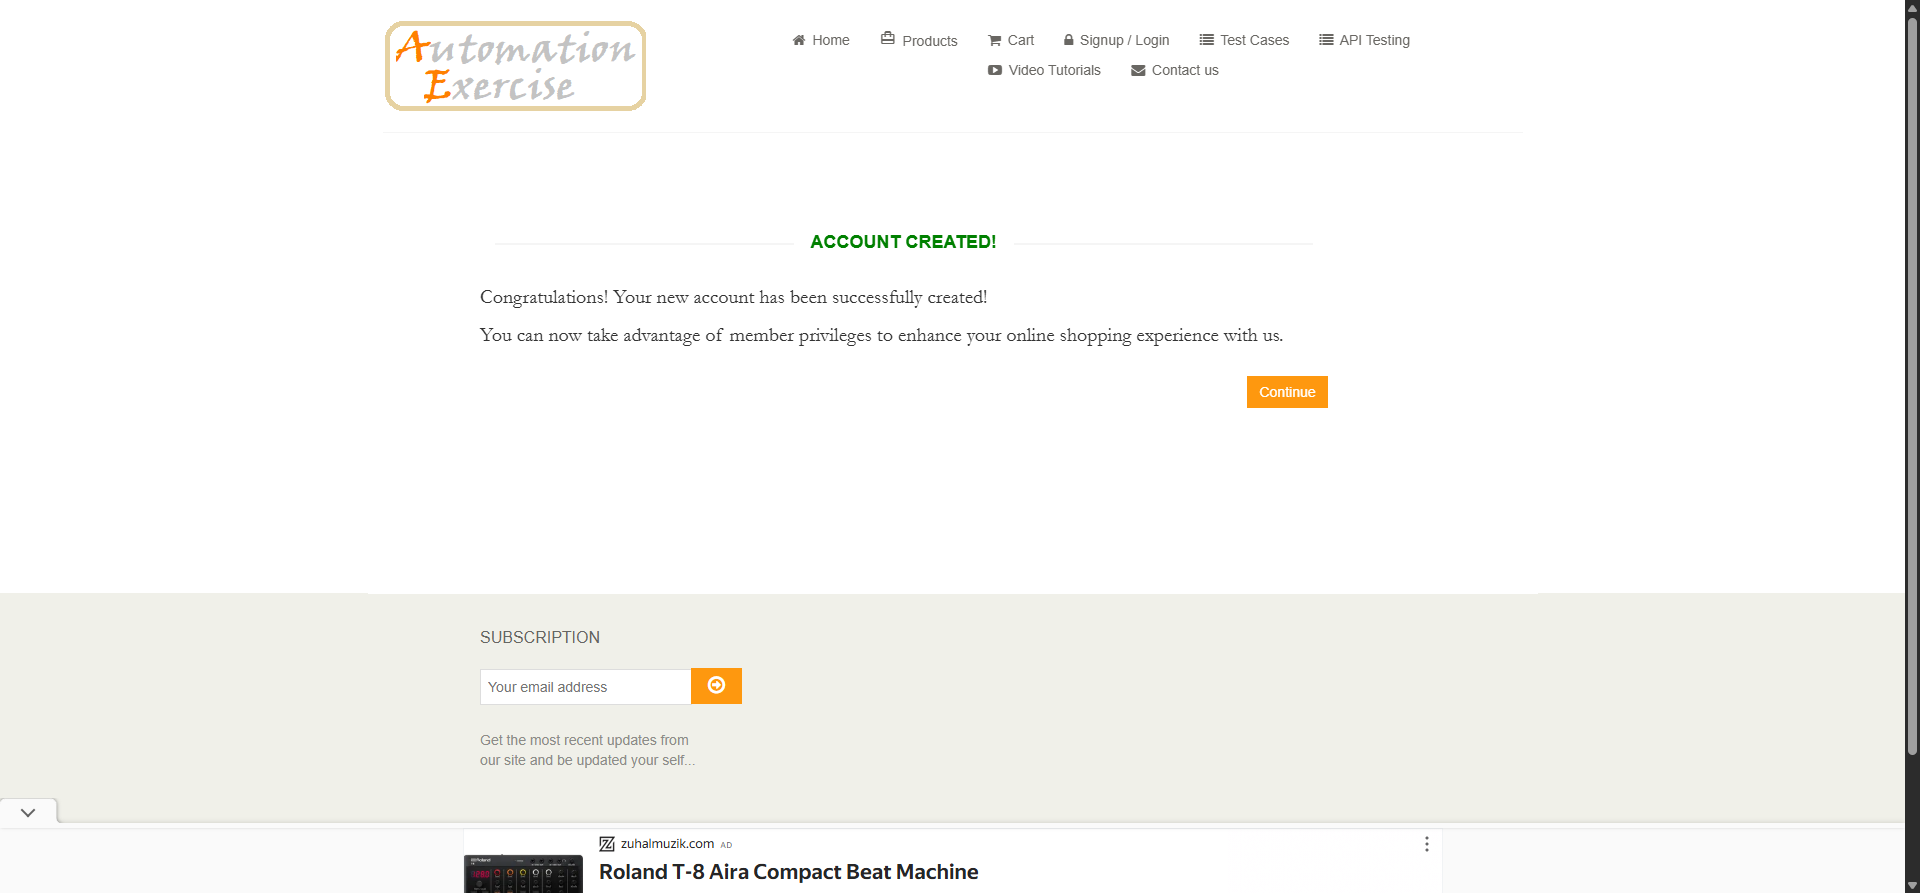 Automation
Exercise
Home
Products
Cart
Signup / Login
Test Cases
API Testing
Video Tutorials
Contact us
ACCOUNT CREATED!
Congratulations! Your new account has been successfully created!
You can now take advantage of member privileges to enhance your online shopping experience with us.
Continue
SUBSCRIPTION
Your email address
Get the most recent updates from
our site and be updated your self...
zuhalmuzik.com AD
Roland T-8 Aira Compact Beat Machine
Roland